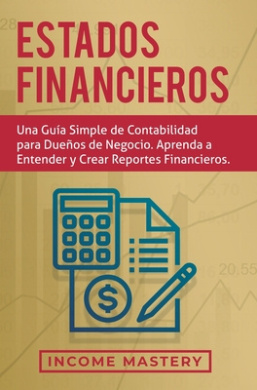 ESTADOS
FINANCIEROS
Una Guía Simple de Contabilidad
para Dueños de Negocio. Aprenda a
Entender y Crear Reportes Financieros.
$
INCOME MASTERY